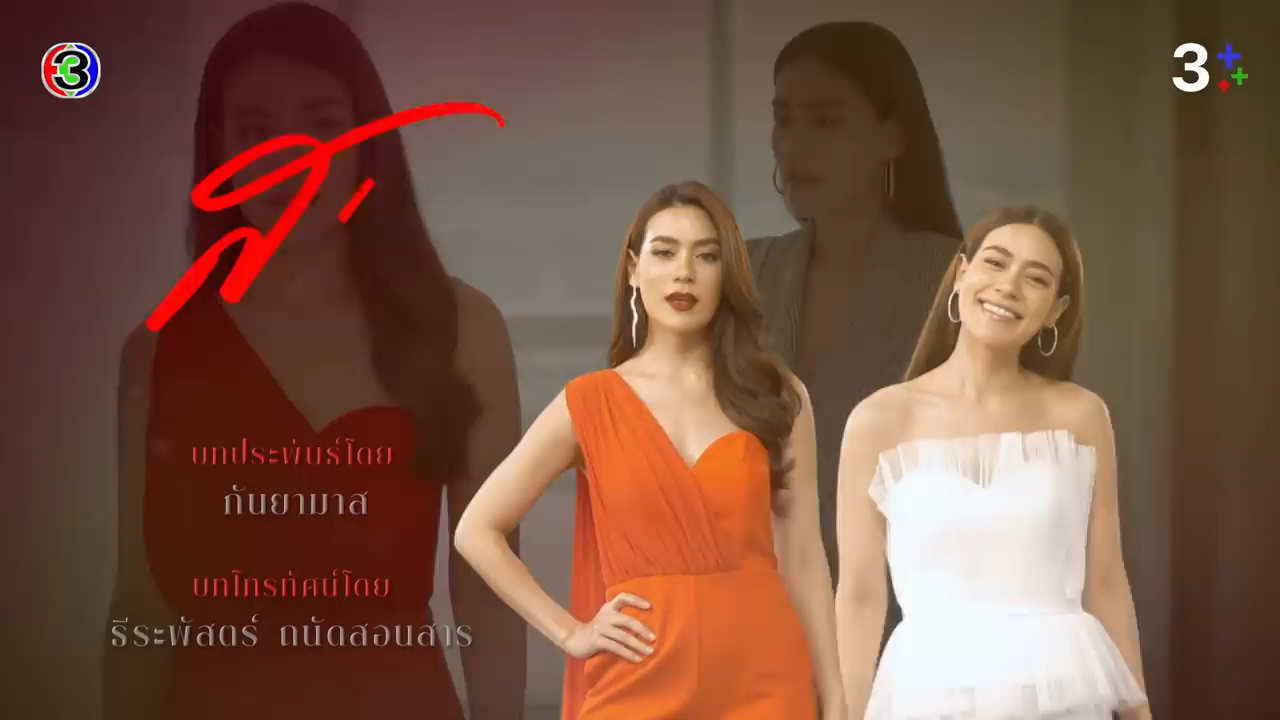 3
3
ส่
บทประพันธ์โดย
กันยามาส
บทโทรทัศน์โดย
ธีระพัสตร์ ถนัดสอนสาร